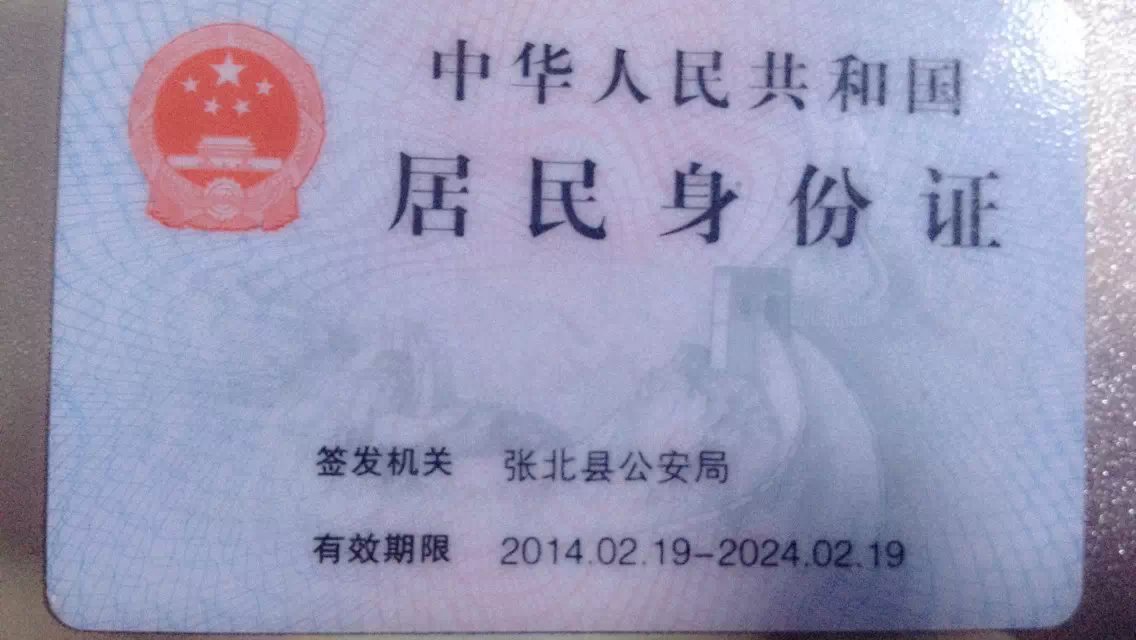 中华人民共和国
居民身份证
签发机关 张北县公安局
有效期限 2014.02.19-2024.02.19